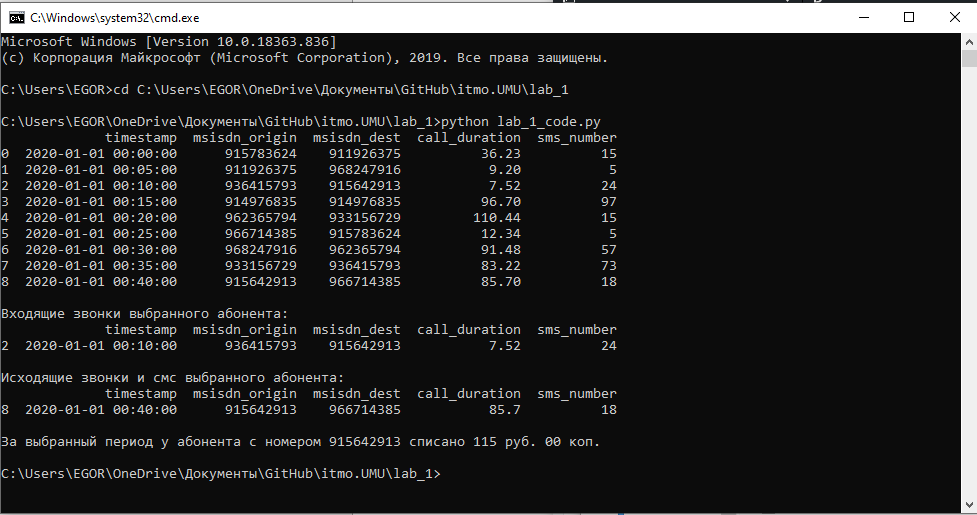 C:\Windows\system32\cmd.exe
Microsoft Windows [Version 10.0.18363.836]
(c) Корпорация Майкрософт (Microsoft Corporation), 2019. Все права защищены.
C:\Users\EGOR>cd C:\Users\EGOR\OneDrive\Документы\GitHub\itmo.UMU\lab_1
C:\Users\EGOR\OneDrive\Документы\GitHub\itmo.UMU\lab_1>python lab_1_code.py
timestamp msisdn_origin msisdn_dest call_duration sms_number
0 2020-01-01 00:00:00 915783624 911926375 36.23 15
1 2020-01-01 00:05:00 911926375 968247916 9.20 5
2 2020-01-01 00:10:00 936415793 915642913 7.52 24
3 2020-01-01 00:15:00 914976835 914976835 96.70 97
4 2020-01-01 00:20:00 962365794 933156729 110.44 15
5 2020-01-01 00:25:00 966714385 915783624 12.34 5
6 2020-01-01 00:30:00 968247916 962365794 91.48 57
7 2020-01-01 00:35:00 933156729 936415793 83.22 73
8 2020-01-01 00:40:00 915642913 966714385 85.70 18
Входящие звонки выбранного абонента:
timestamp msisdn_origin msisdn_dest call_duration sms_number
2 2020-01-01 00:10:00 936415793 915642913 7.52 24
Исходящие звонки и смс выбранного абонента:
timestamp msisdn_origin msisdn_dest call_duration sms_number
8 2020-01-01 00:40:00 915642913 966714385 85.7 18
За выбранный период у абонента с номером 915642913 списано 115 руб. 00 коп.
C:\Users\EGOR\OneDrive\Документы\GitHub\itmo.UMU\lab_1>